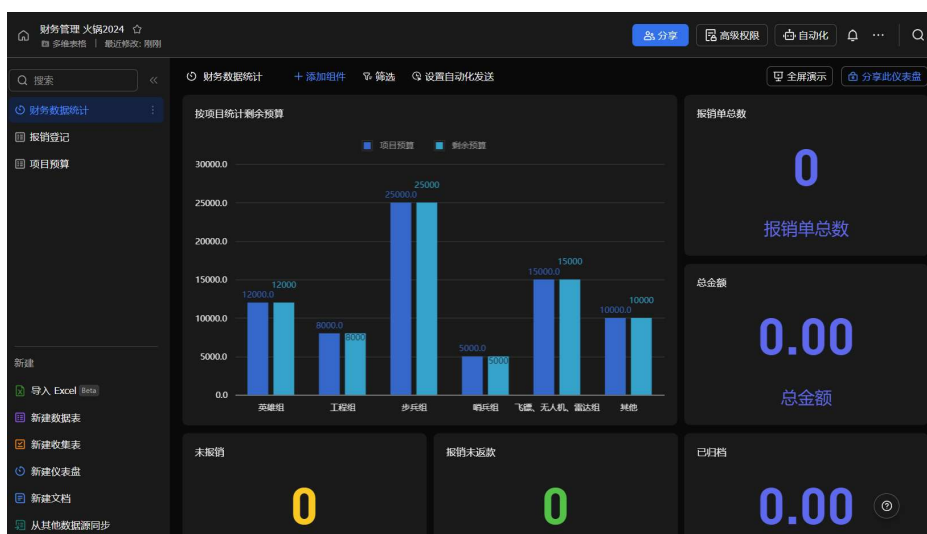 财务管理 火锅2024
多维表格 | 最近修改: 刚刚
分享
高级权限
自动化
搜索
财务数据统计
报销登记
项目预算
新建
导入 Excel Beta
新建数据表
新建收集表
新建仪表盘
新建文档
从其他数据源同步
财务数据统计
+ 添加组件
筛选
设置自动化发送
全屏演示
分享此仪表盘
按项目统计剩余预算
项目预算 剩余预算
30000.0
25000.0
20000.0
15000.0
10000.0
5000.0
0.0
12000.0 12000
8000.0 8000
25000.0 25000
5000.0 5000
15000.0 15000
10000.0 10000
英雄组 工程组 步兵组 哨兵组 飞镖、无人机、雷达组 其他
报销单总数
0
报销单总数
总金额
0.00
总金额
未报销
0
报销未返款
0
已归档
0.00